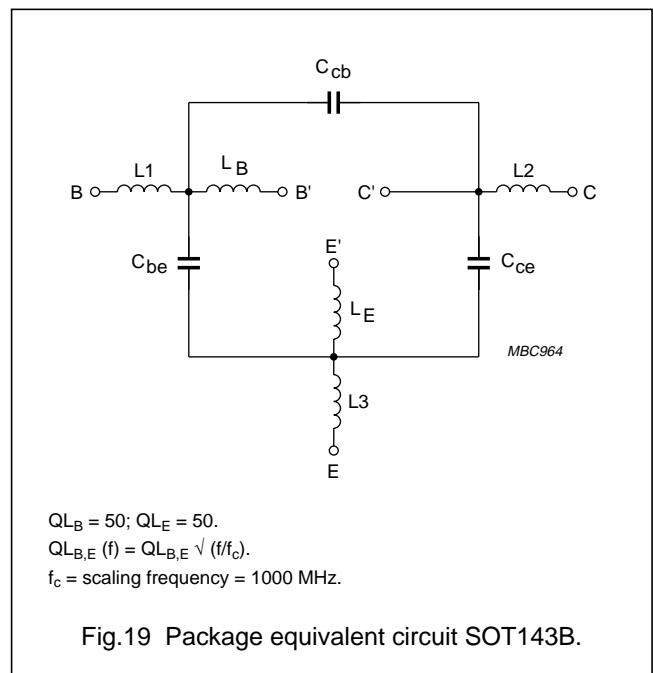 Ccb
L1
LB
L2
B
B'
C'
C
E'
Cbe
Cce
LE
MBC964
L3
E
QLB = 50; QLE = 50.
QLB,E (f) = QLB,E √ (f/fc).
fc = scaling frequency = 1000 MHz.
Fig.19 Package equivalent circuit SOT143B.